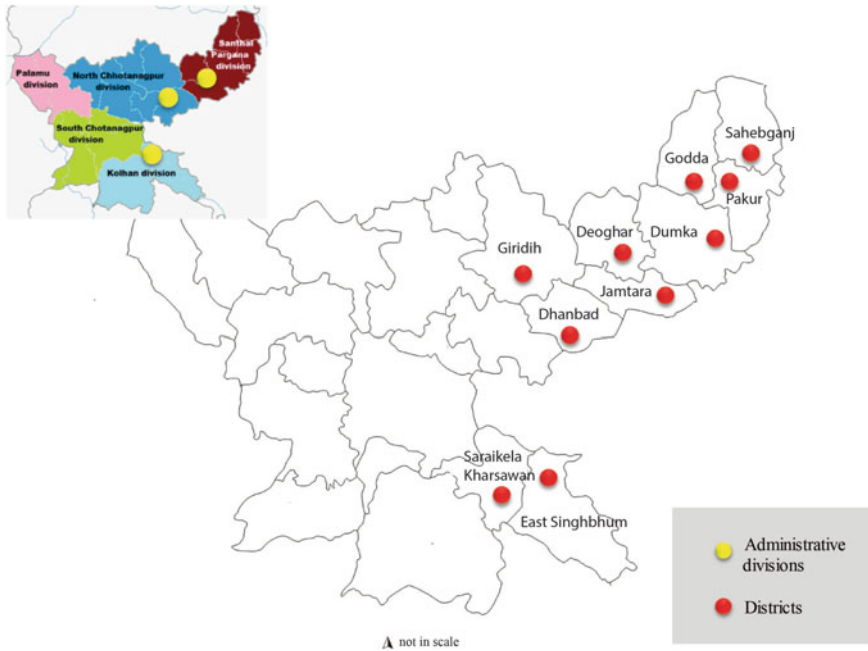 Santhal
Pargana
division
North Chhotanagpur
division
Palamu
division
South Chotanagpur
division
Kolhan division
Sahebganj
Godda
Pakur
Deoghar
Dumka
Giridih
Jamtara
Dhanbad
Saraikela
Kharsawan
East Singhbhum
Administrative
divisions
Districts
not in scale